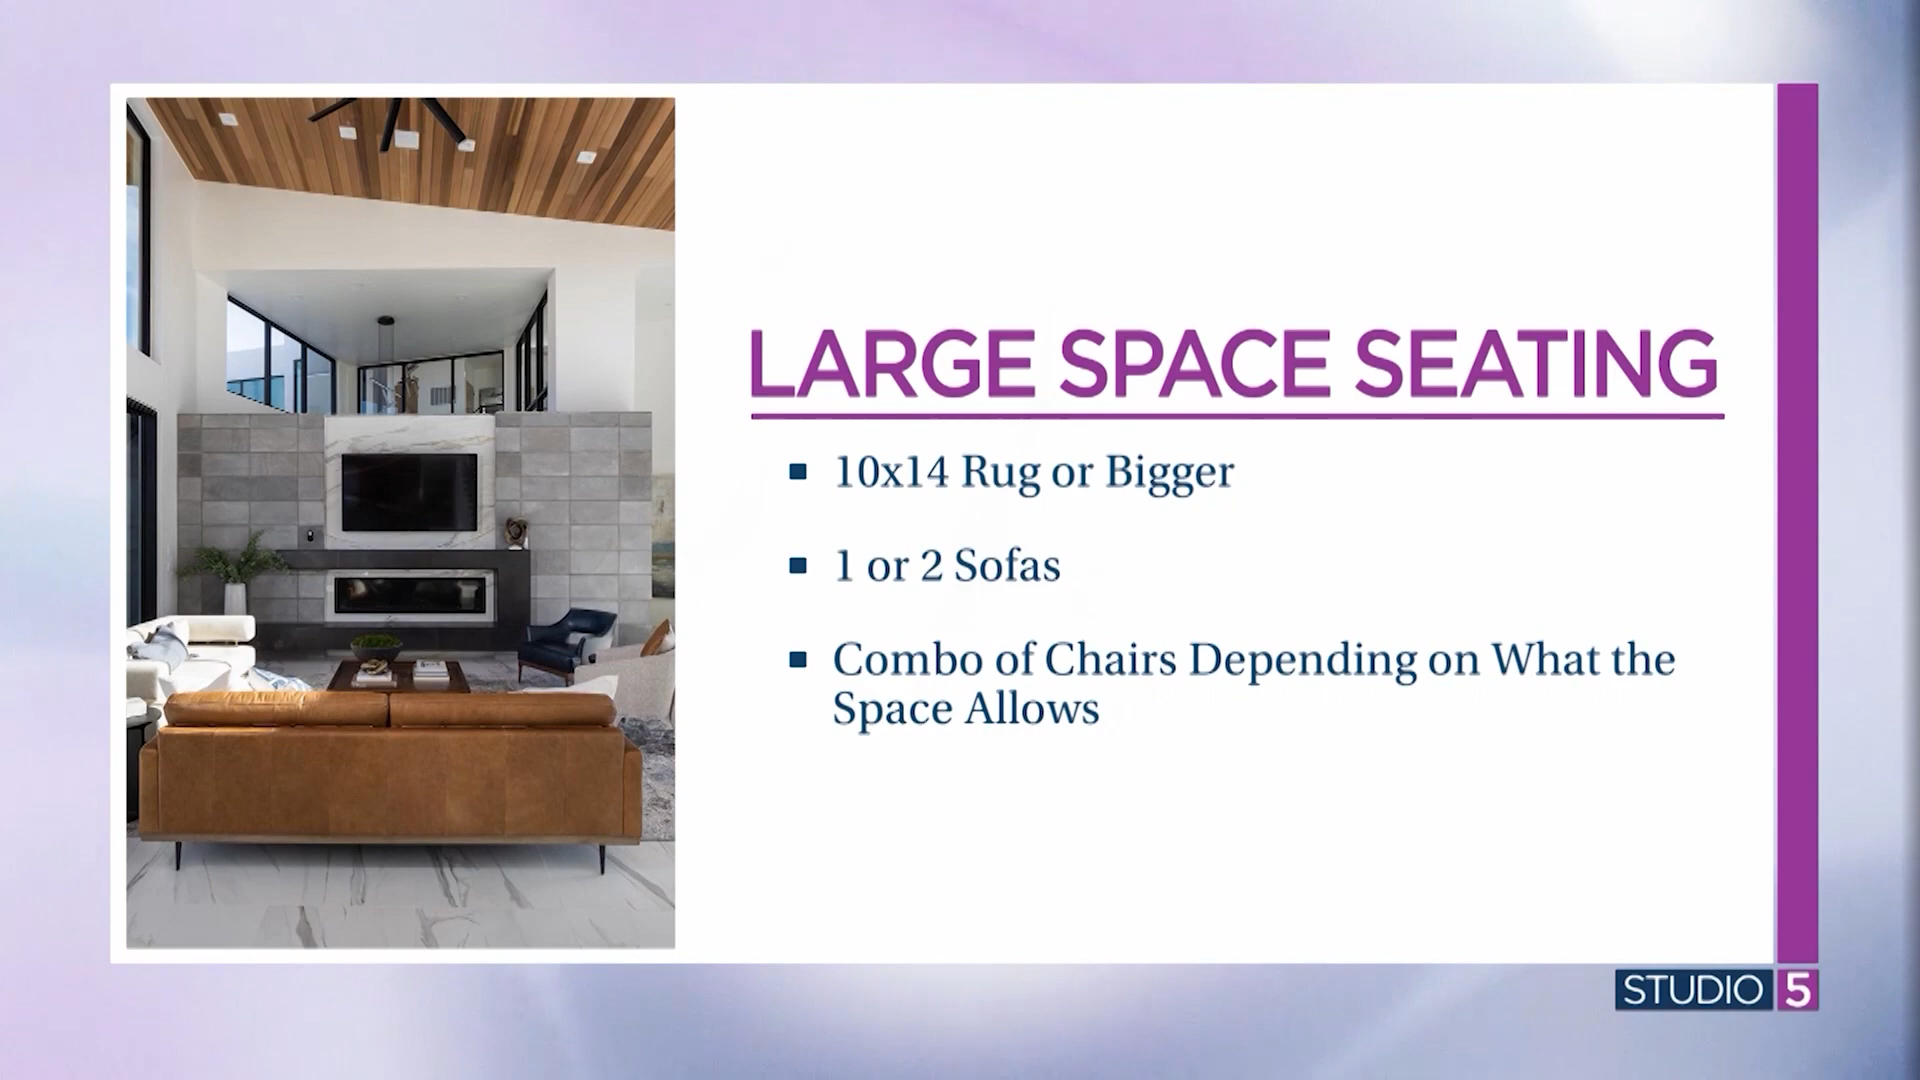 LARGE SPACE SEATING
10x14 Rug or Bigger
1 or 2 Sofas
Combo of Chairs Depending on What the
Space Allows
STUDIO 5